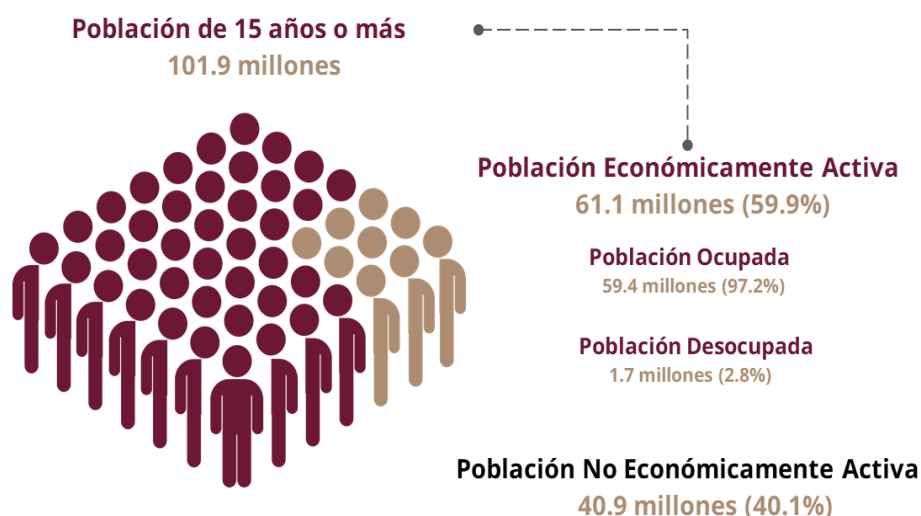 Población de 15 años o más
101.9 millones
Población Económicamente Activa
61.1 millones (59.9%)
Población Ocupada
59.4 millones (97.2%)
Población Desocupada
1.7 millones (2.8%)
Población No Económicamente Activa
40.9 millones (40.1%)